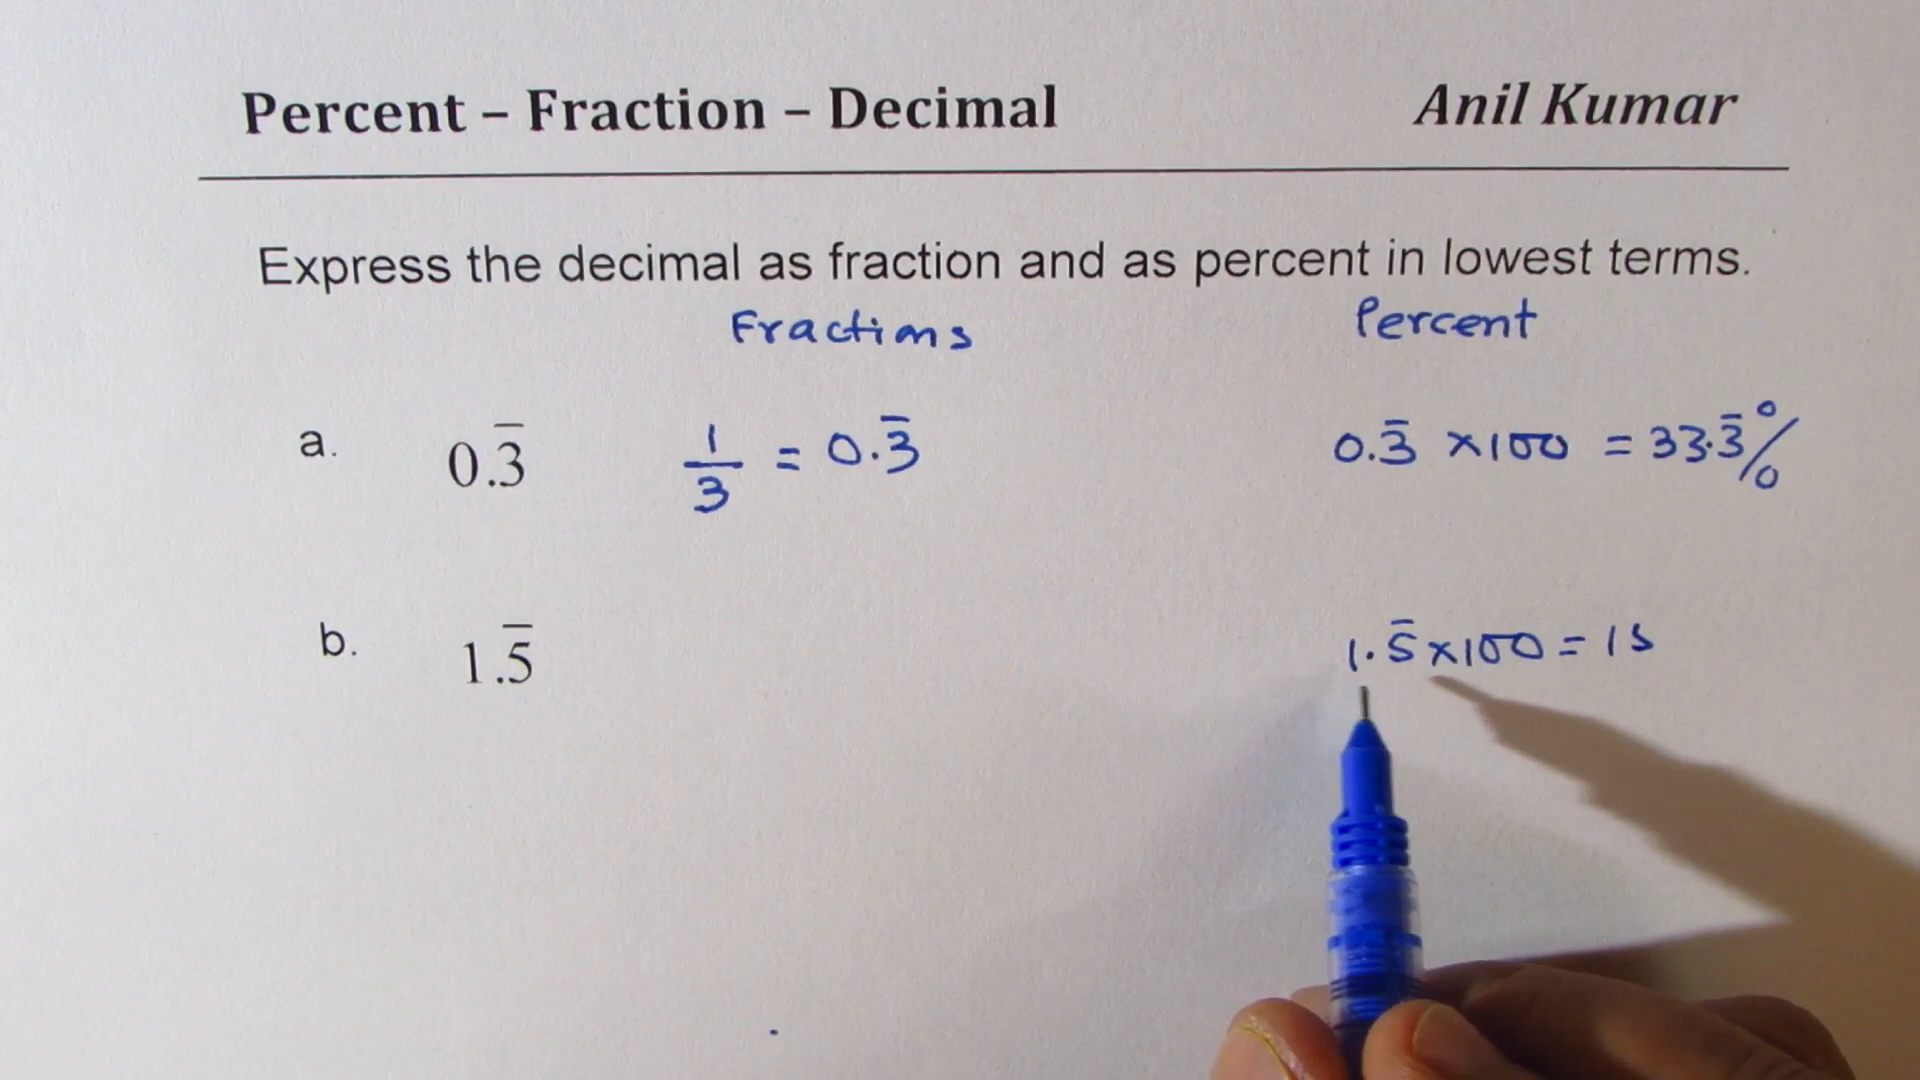 Percent – Fraction – Decimal Anil Kumar
Express the decimal as fraction and as percent in lowest terms.
Fractions Percent
a. 0.3̅ 1/3 = 0.3̅ 0.3̅ ×100 = 33.3̅%
b. 1.5̅ 1.5̅×100 = 15